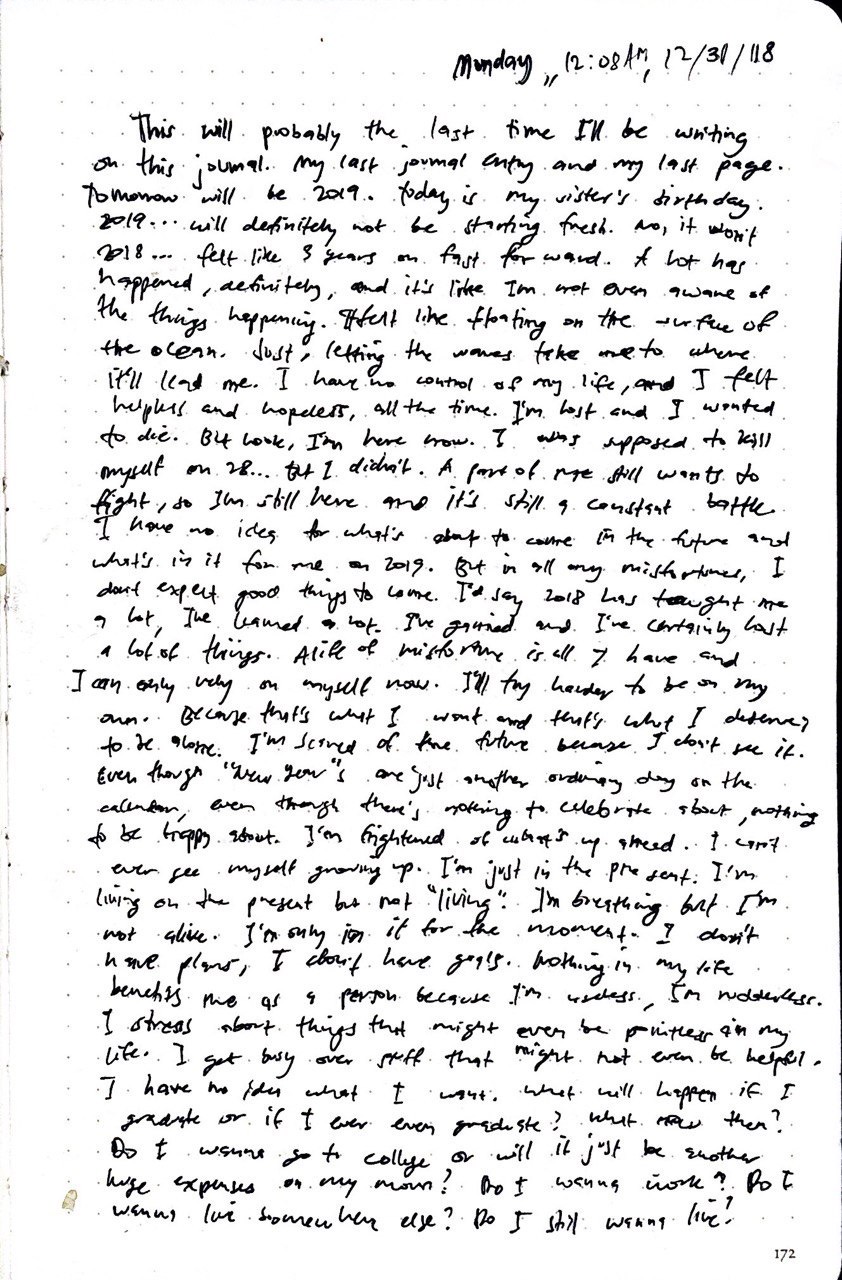 Monday,, 12:08AM, 12/31/18
This will probably the last time I'll be writing
on this journal. My last journal entry and my last page.
Tomorrow will be 2019. Today is my sister's birthday.
2019... will definitely not be starting fresh. No, it won't
2018... felt like 3 years on fast forward. A lot has
happened, definitely, and it's like I'm not even aware of
the things happening. It felt like floating on the surface of
the ocean. Just, letting the waves take me to where
it'll lead me. I have no control of my life, and I felt
helpless and hopeless, all the time. I'm lost and I wanted
to die. But look, I'm here now. I was supposed to kill
myself on 28... but I didn't. A part of me still wants to
fight, so I'm still here and it's still a constant battle.
I have no idea for what's about to come in the future and
what's in it for me on 2019. But in all my misfortunes, I
don't expect good things to come. I'd say 2018 has taught me
a lot, I've learned a lot. I've gained and I've certainly lost
a lot of things. A life of misfortune is all I have and
I can only rely on myself now. I'll try harder to be on my
own. Because that's what I want and that's what I deserve,
to be alone. I'm scared of the future because I don't see it.
Even though "New Year"s are just another ordinary day on the
calendar, even though there's nothing to celebrate about, nothing
to be happy about. I'm frightened of what's up ahead. I can't
even see myself growing up. I'm just in the present. I'm
living on the present but not "living". I'm breathing but I'm
not alive. I'm only in it for the moment. I don't
have plans, I don't have goals. Nothing in my life
benefits me as a person because I'm useless, I'm rudderless.
I stress about things that might even be pointless in my
life. I get busy over stuff that might not even be helpful.
I have no idea what I want. What will happen if I
graduate or if I ever even graduate? What now then?
Do I wanna go to college or will it just be another
huge expenses on my mom? Do I wanna work? Do I
wanna live somewhere else? Do I still wanna live?
172